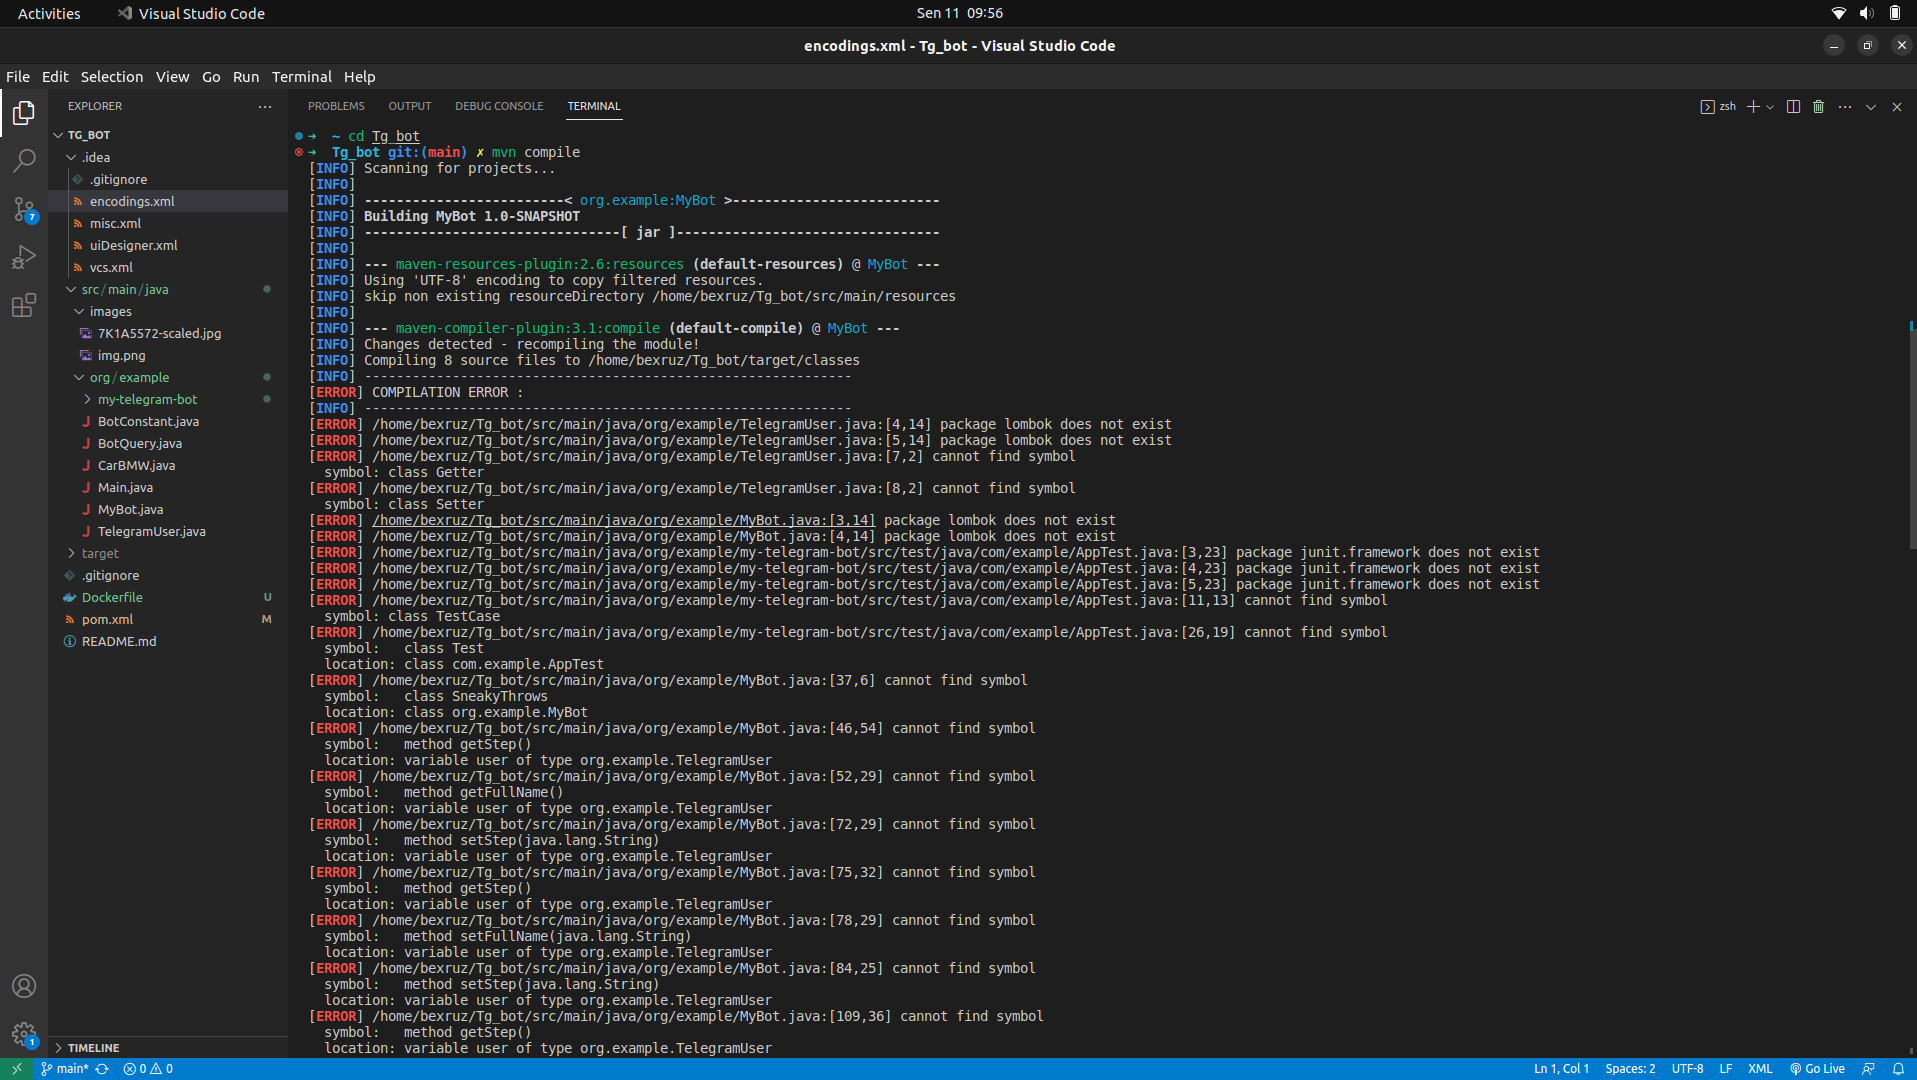 Activities
Visual Studio Code
Sen 11 09:56
encodings.xml - Tg_bot - Visual Studio Code
File Edit Selection View Go Run Terminal Help
EXPLORER
TG_BOT
.idea
.gitignore
encodings.xml
misc.xml
uiDesigner.xml
vcs.xml
src/main/java
images
7K1A5572-scaled.jpg
img.png
org/example
my-telegram-bot
BotConstant.java
BotQuery.java
CarBMW.java
Main.java
MyBot.java
TelegramUser.java
target
.gitignore
Dockerfile U
pom.xml M
README.md
TIMELINE
7
1
PROBLEMS OUTPUT DEBUG CONSOLE TERMINAL
zsh
➜ ~ cd Tg_bot
➜ Tg_bot git:(main) ✗ mvn compile
[INFO] Scanning for projects...
[INFO]
[INFO] -------------------------< org.example:MyBot >--------------------------
[INFO] Building MyBot 1.0-SNAPSHOT
[INFO] --------------------------------[ jar ]---------------------------------
[INFO]
[INFO] --- maven-resources-plugin:2.6:resources (default-resources) @ MyBot ---
[INFO] Using 'UTF-8' encoding to copy filtered resources.
[INFO] skip non existing resourceDirectory /home/bexruz/Tg_bot/src/main/resources
[INFO]
[INFO] --- maven-compiler-plugin:3.1:compile (default-compile) @ MyBot ---
[INFO] Changes detected - recompiling the module!
[INFO] Compiling 8 source files to /home/bexruz/Tg_bot/target/classes
[INFO] -------------------------------------------------------------
[ERROR] COMPILATION ERROR :
[INFO] -------------------------------------------------------------
[ERROR] /home/bexruz/Tg_bot/src/main/java/org/example/TelegramUser.java:[4,14] package lombok does not exist
[ERROR] /home/bexruz/Tg_bot/src/main/java/org/example/TelegramUser.java:[5,14] package lombok does not exist
[ERROR] /home/bexruz/Tg_bot/src/main/java/org/example/TelegramUser.java:[7,2] cannot find symbol
symbol: class Getter
[ERROR] /home/bexruz/Tg_bot/src/main/java/org/example/TelegramUser.java:[8,2] cannot find symbol
symbol: class Setter
[ERROR] /home/bexruz/Tg_bot/src/main/java/org/example/MyBot.java:[3,14] package lombok does not exist
[ERROR] /home/bexruz/Tg_bot/src/main/java/org/example/MyBot.java:[4,14] package lombok does not exist
[ERROR] /home/bexruz/Tg_bot/src/main/java/org/example/my-telegram-bot/src/test/java/com/example/AppTest.java:[3,23] package junit.framework does not exist
[ERROR] /home/bexruz/Tg_bot/src/main/java/org/example/my-telegram-bot/src/test/java/com/example/AppTest.java:[4,23] package junit.framework does not exist
[ERROR] /home/bexruz/Tg_bot/src/main/java/org/example/my-telegram-bot/src/test/java/com/example/AppTest.java:[5,23] package junit.framework does not exist
[ERROR] /home/bexruz/Tg_bot/src/main/java/org/example/my-telegram-bot/src/test/java/com/example/AppTest.java:[11,13] cannot find symbol
symbol: class TestCase
[ERROR] /home/bexruz/Tg_bot/src/main/java/org/example/my-telegram-bot/src/test/java/com/example/AppTest.java:[26,19] cannot find symbol
symbol: class Test
location: class com.example.AppTest
[ERROR] /home/bexruz/Tg_bot/src/main/java/org/example/MyBot.java:[37,6] cannot find symbol
symbol: class SneakyThrows
location: class org.example.MyBot
[ERROR] /home/bexruz/Tg_bot/src/main/java/org/example/MyBot.java:[46,54] cannot find symbol
symbol: method getStep()
location: variable user of type org.example.TelegramUser
[ERROR] /home/bexruz/Tg_bot/src/main/java/org/example/MyBot.java:[52,29] cannot find symbol
symbol: method getFullName()
location: variable user of type org.example.TelegramUser
[ERROR] /home/bexruz/Tg_bot/src/main/java/org/example/MyBot.java:[72,29] cannot find symbol
symbol: method setStep(java.lang.String)
location: variable user of type org.example.TelegramUser
[ERROR] /home/bexruz/Tg_bot/src/main/java/org/example/MyBot.java:[75,32] cannot find symbol
symbol: method getStep()
location: variable user of type org.example.TelegramUser
[ERROR] /home/bexruz/Tg_bot/src/main/java/org/example/MyBot.java:[78,29] cannot find symbol
symbol: method setFullName(java.lang.String)
location: variable user of type org.example.TelegramUser
[ERROR] /home/bexruz/Tg_bot/src/main/java/org/example/MyBot.java:[84,25] cannot find symbol
symbol: method setStep(java.lang.String)
location: variable user of type org.example.TelegramUser
[ERROR] /home/bexruz/Tg_bot/src/main/java/org/example/MyBot.java:[109,36] cannot find symbol
symbol: method getStep()
location: variable user of type org.example.TelegramUser
main* 0 0
Ln 1, Col 1 Spaces: 2 UTF-8 LF XML Go Live